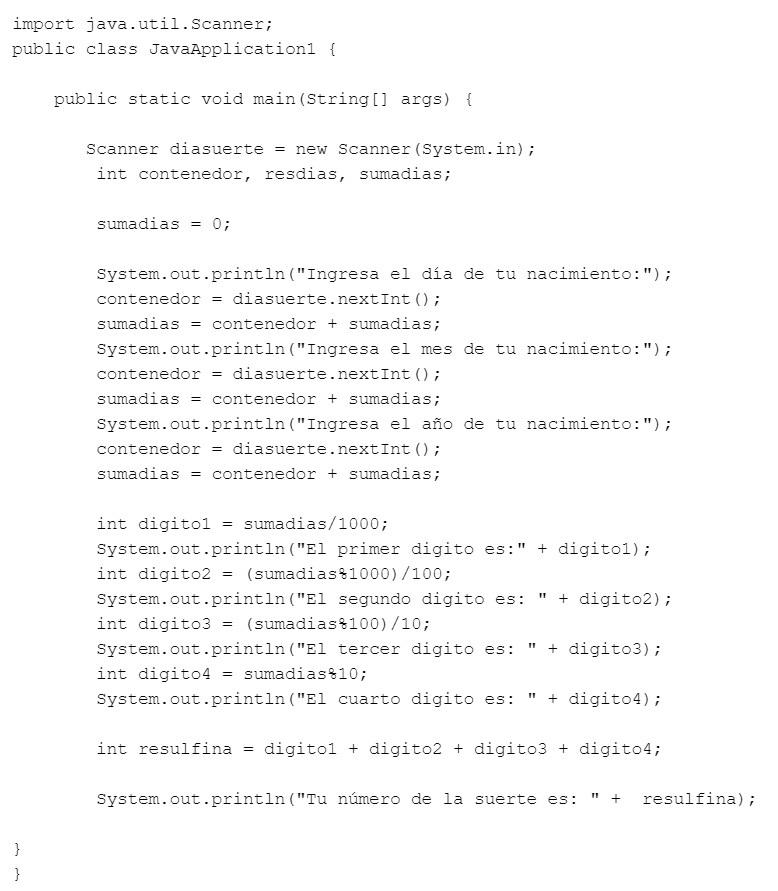 import java.util.Scanner;
public class JavaApplication1 {
public static void main(String[] args) {
Scanner diasuerte = new Scanner(System.in);
int contenedor, resdias, sumadias;
sumadias = 0;
System.out.println("Ingresa el día de tu nacimiento:");
contenedor = diasuerte.nextInt();
sumadias = contenedor + sumadias;
System.out.println("Ingresa el mes de tu nacimiento:");
contenedor = diasuerte.nextInt();
sumadias = contenedor + sumadias;
System.out.println("Ingresa el año de tu nacimiento:");
contenedor = diasuerte.nextInt();
sumadias = contenedor + sumadias;
int digito1 = sumadias/1000;
System.out.println("El primer digito es:" + digito1);
int digito2 = (sumadias%1000)/100;
System.out.println("El segundo digito es: " + digito2);
int digito3 = (sumadias%100)/10;
System.out.println("El tercer digito es: " + digito3);
int digito4 = sumadias%10;
System.out.println("El cuarto digito es: " + digito4);
int resulfina = digito1 + digito2 + digito3 + digito4;
System.out.println("Tu número de la suerte es: " +  resulfina);
}
}